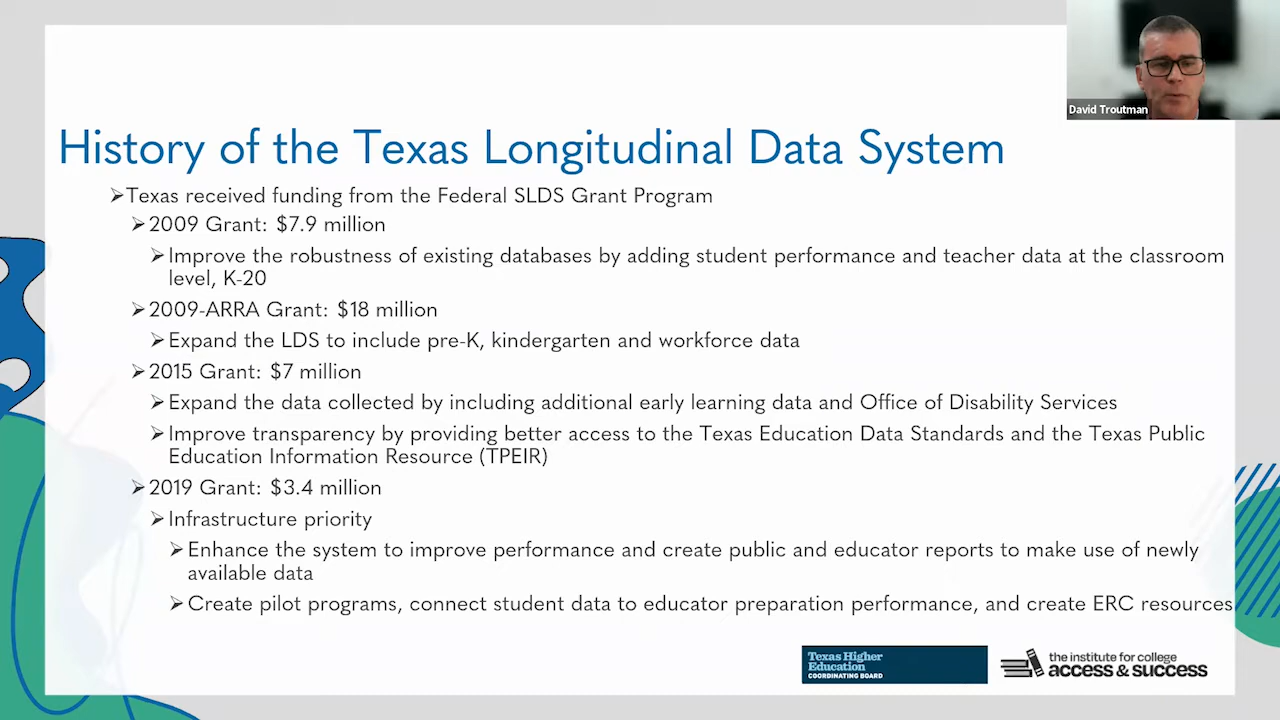 David Troutman
History of the Texas Longitudinal Data System
➢Texas received funding from the Federal SLDS Grant Program
➢2009 Grant: $7.9 million
➢Improve the robustness of existing databases by adding student performance and teacher data at the classroom
level, K-20
➢2009-ARRA Grant: $18 million
➢Expand the LDS to include pre-K, kindergarten and workforce data
➢2015 Grant: $7 million
➢Expand the data collected by including additional early learning data and Office of Disability Services
➢Improve transparency by providing better access to the Texas Education Data Standards and the Texas Public
Education Information Resource (TPEIR)
➢2019 Grant: $3.4 million
➢Infrastructure priority
➢Enhance the system to improve performance and create public and educator reports to make use of newly
available data
➢Create pilot programs, connect student data to educator preparation performance, and create ERC resources
Texas Higher
Education
COORDINATING BOARD
the institute for college
access & success